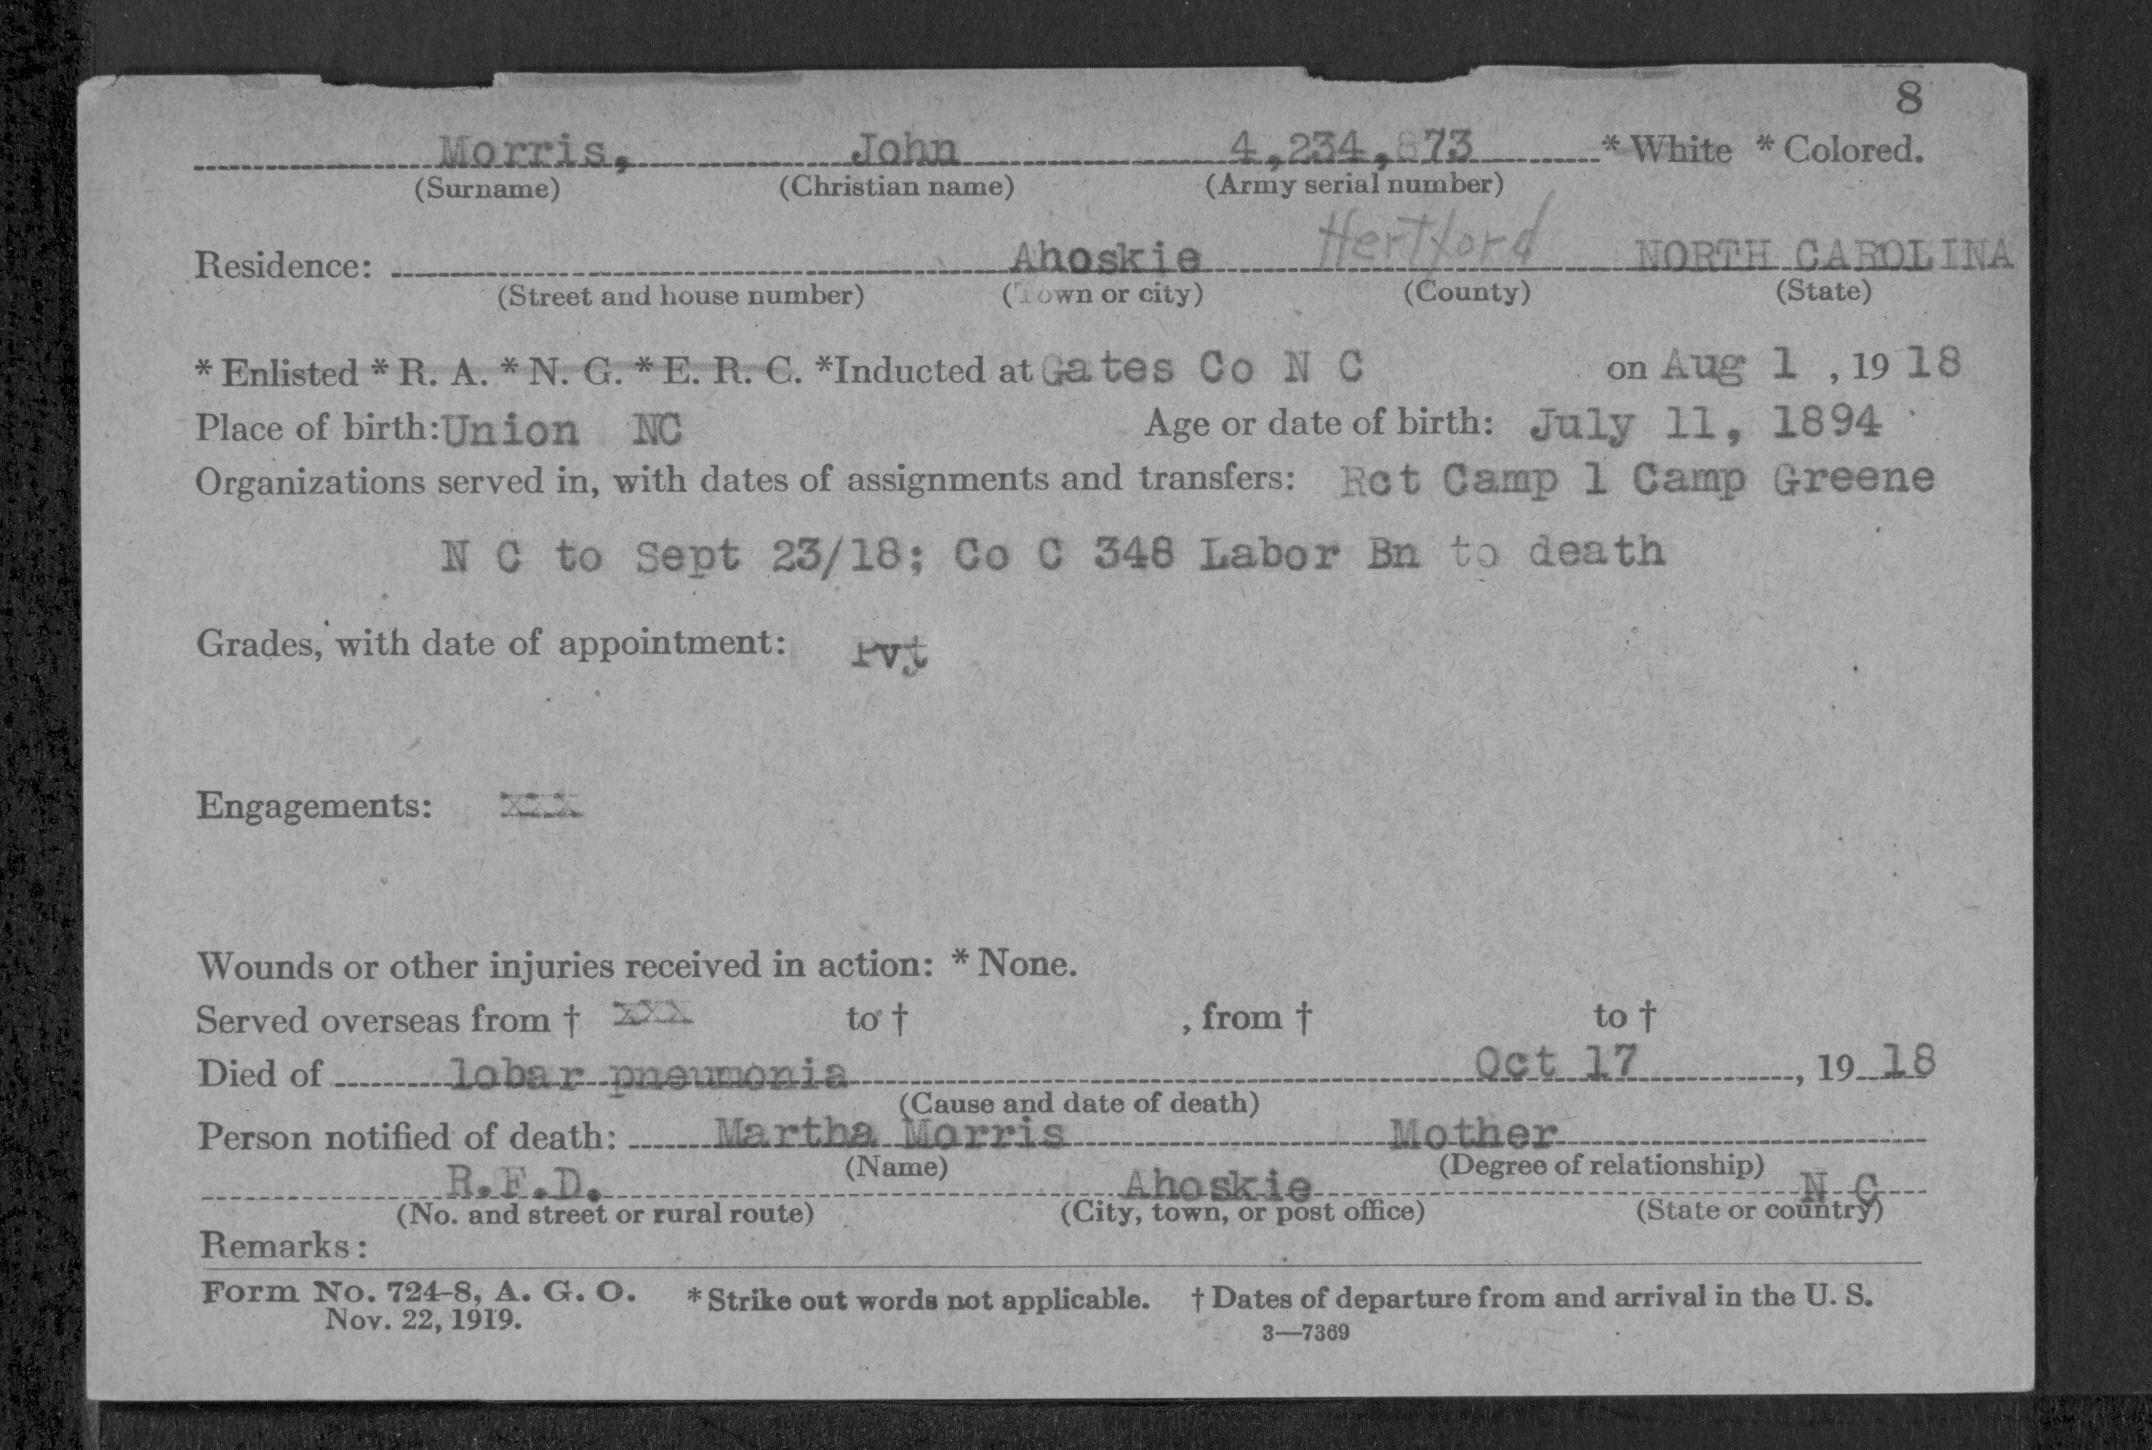 8
Morris, John 4,234,873 * White * Colored.
(Surname) (Christian name) (Army serial number)
Residence: Ahoskie Hertford NORTH CAROLINA
(Street and house number) (Town or city) (County) (State)
* Enlisted * R. A. * N. G. * E. R. C. *Inducted at Gates Co N C on Aug 1 , 19 18
Place of birth: Union NC Age or date of birth: July 11, 1894
Organizations served in, with dates of assignments and transfers: Rct Camp 1 Camp Greene
N C to Sept 23/18; Co C 348 Labor Bn to death
Grades, with date of appointment: Pvt
Engagements: xxx
Wounds or other injuries received in action: * None.
Served overseas from † xxx to † , from † to †
Died of lobar pneumonia Oct 17 , 19 18
(Cause and date of death)
Person notified of death: Martha Morris Mother
(Name) (Degree of relationship)
R.F.D. Ahoskie N C
(No. and street or rural route) (City, town, or post office) (State or country)
Remarks:
Form No. 724-8, A. G. O. * Strike out words not applicable. † Dates of departure from and arrival in the U. S.
Nov. 22, 1919. 3—7369